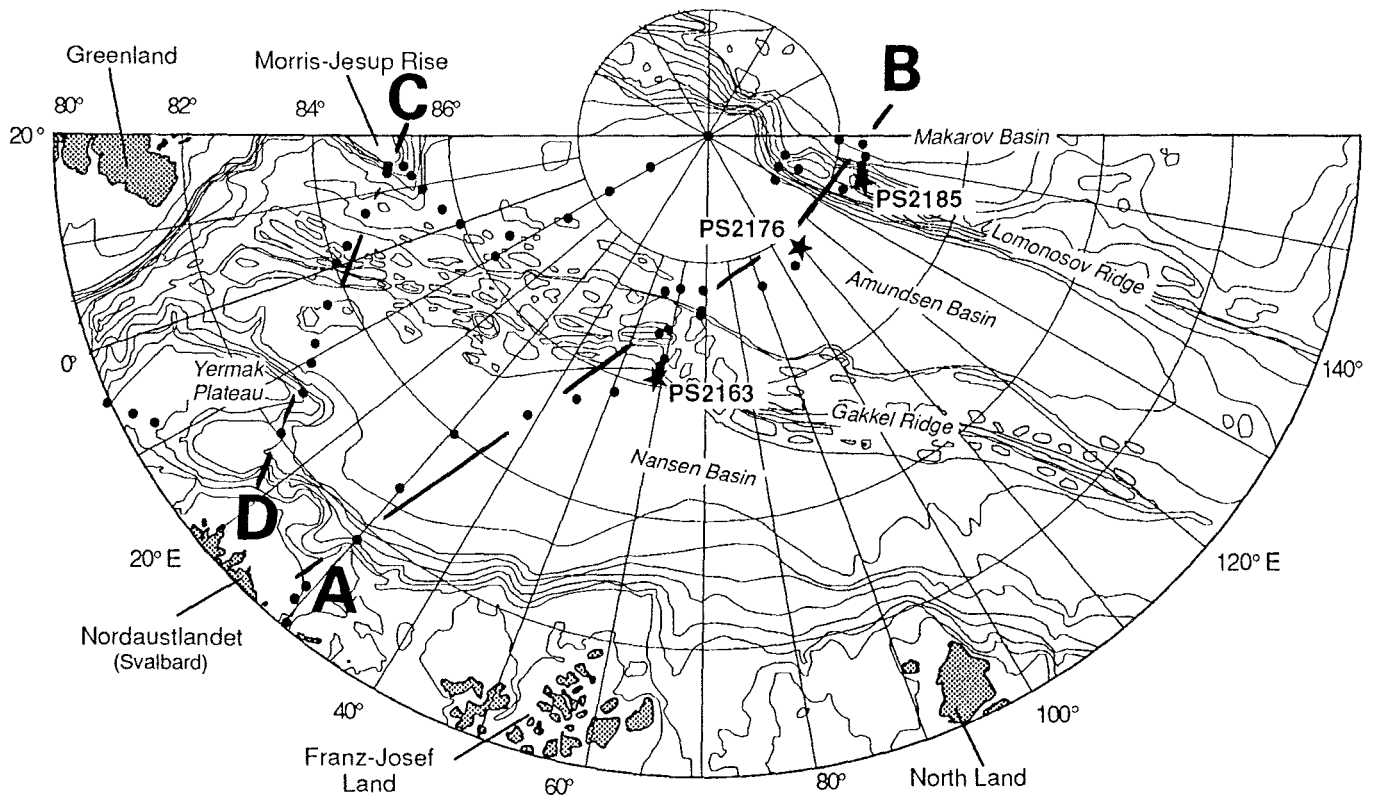 Greenland
Morris-Jesup Rise
B
C
80°
82°
84°
86°
20°
Makarov Basin
PS2185
PS2176
Lomonosov Ridge
Amundsen Basin
0°
140°
Yermak
Plateau
PS2163
Gakkel Ridge
Nansen Basin
D
20° E
120° E
A
Nordaustlandet
(Svalbard)
40°
100°
Franz-Josef
Land
60°
80°
North Land